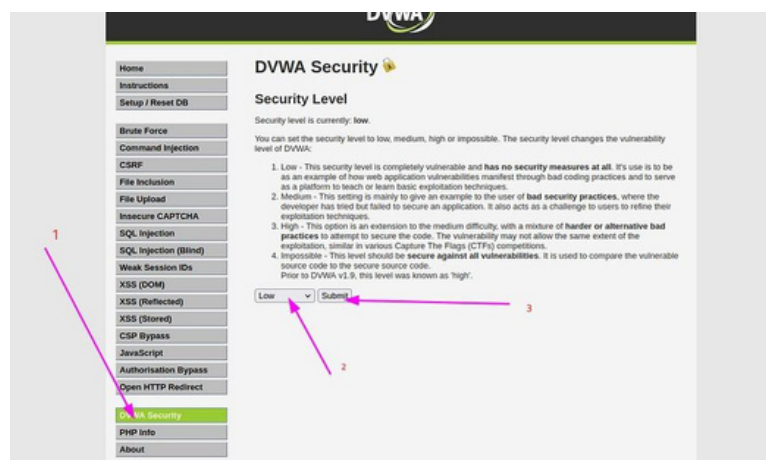 DVWA
Home
Instructions
Setup / Reset DB
Brute Force
Command Injection
CSRF
File Inclusion
File Upload
Insecure CAPTCHA
SQL Injection
SQL Injection (Blind)
Weak Session IDs
XSS (DOM)
XSS (Reflected)
XSS (Stored)
CSP Bypass
JavaScript
Authorisation Bypass
Open HTTP Redirect
DVWA Security
PHP Info
About
1
DVWA Security
Security Level
Security level is currently: low.
You can set the security level to low, medium, high or impossible. The security level changes the vulnerability
level of DVWA:
1. Low - This security level is completely vulnerable and has no security measures at all. It's use is to be
as an example of how web application vulnerabilities manifest through bad coding practices and to serve
as a platform to teach or learn basic exploitation techniques.
2. Medium - This setting is mainly to give an example to the user of bad security practices, where the
developer has tried but failed to secure an application. It also acts as a challenge to users to refine their
exploitation techniques.
3. High - This option is an extension to the medium difficulty, with a mixture of harder or alternative bad
practices to attempt to secure the code. The vulnerability may not allow the same extent of the
exploitation, similar in various Capture The Flags (CTFs) competitions.
4. Impossible - This level should be secure against all vulnerabilities. It is used to compare the vulnerable
source code to the secure source code.
Prior to DVWA v1.9, this level was known as 'high'.
Low Submit
3
2